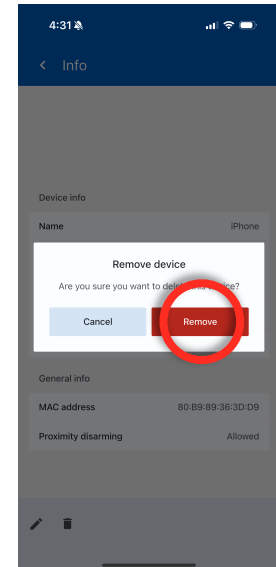 4:31
Info
Device info
Name iPhone
Remove device
Are you sure you want to delete this device?
Cancel Remove
General info
MAC address 80:B9:89:36:3D:D9
Proximity disarming Allowed